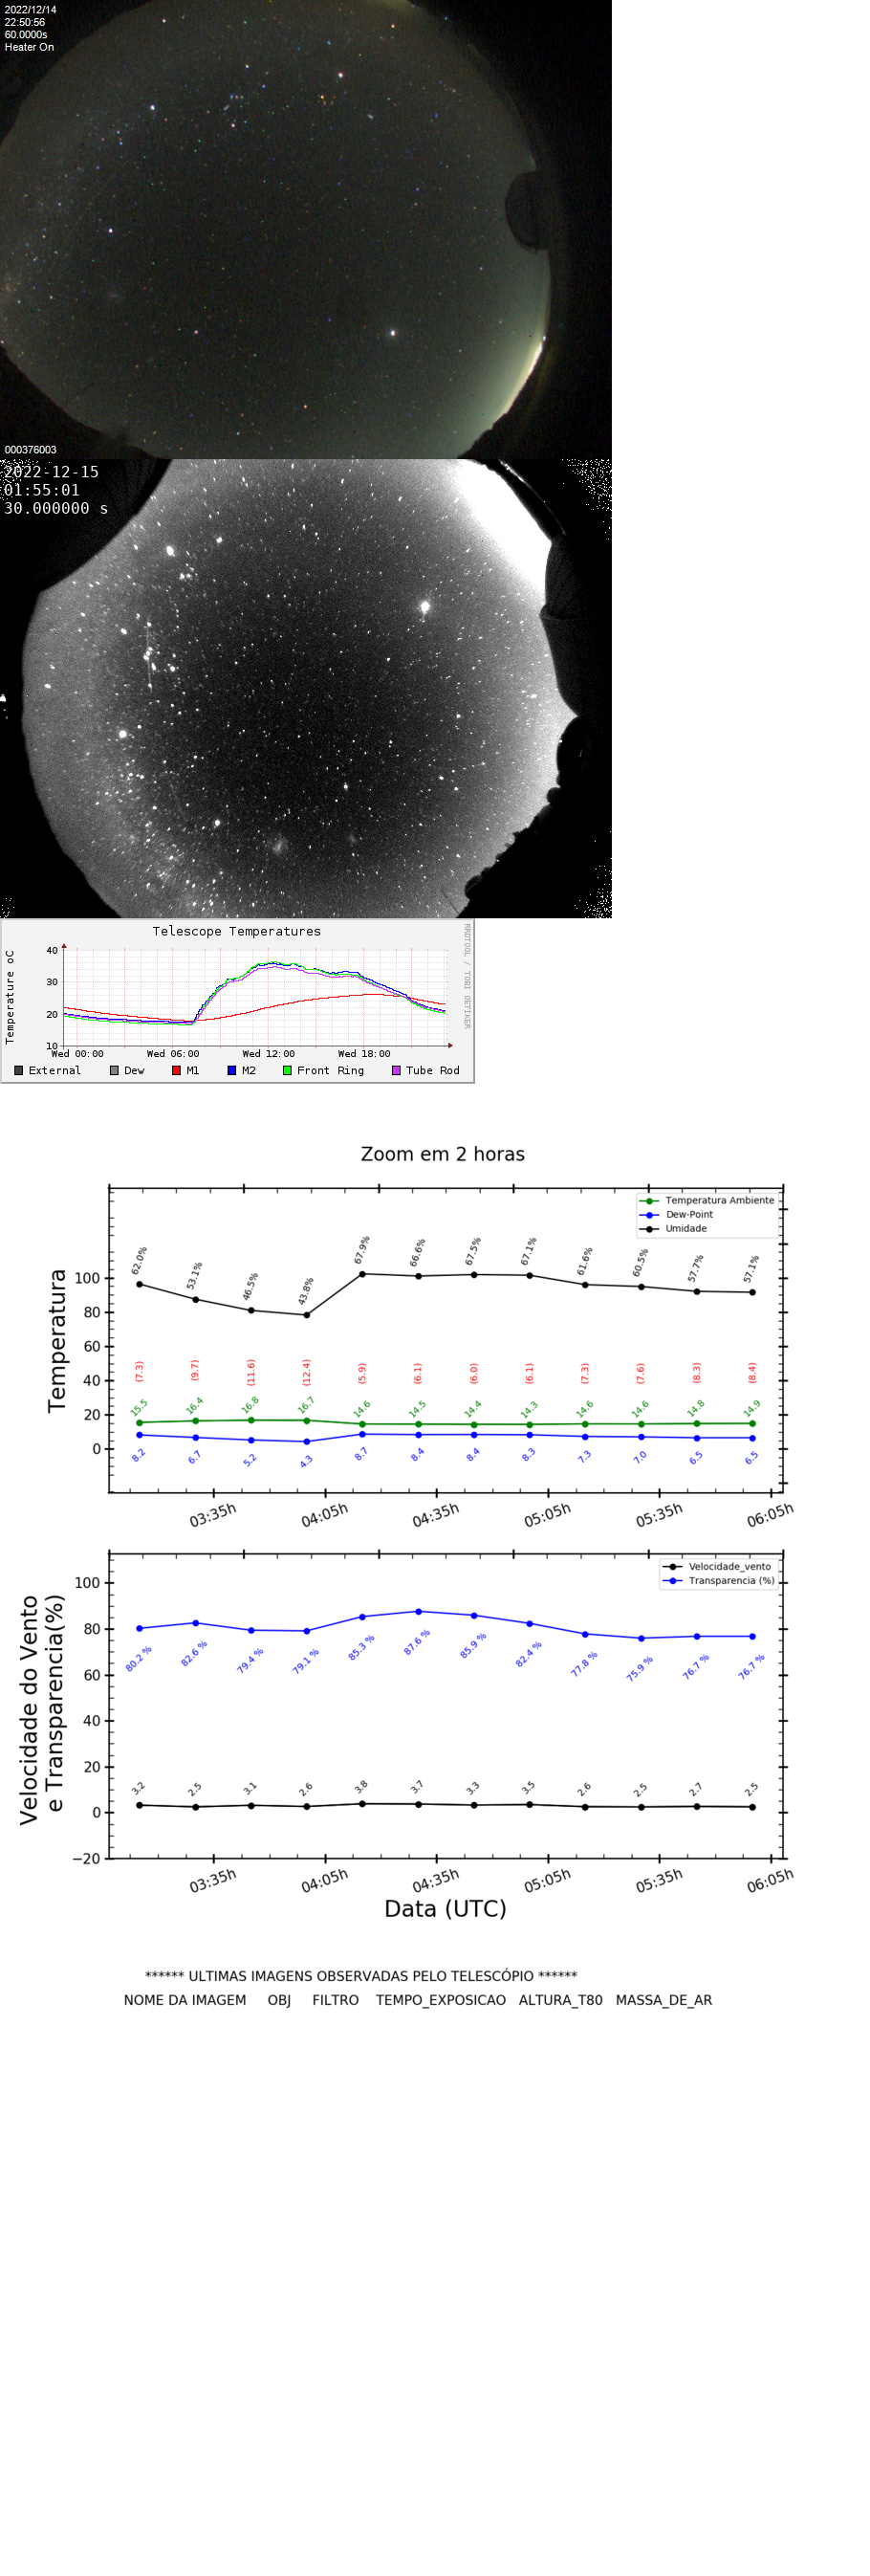 2022/12/14
22:50:56
60.0000s
Heater On
000376003
2022-12-15
01:55:01
30.000000 s
Telescope Temperatures
RRDTOOL / TOBI OETIKER
Temperature oC
40
30
20
10
Wed 00:00 Wed 06:00 Wed 12:00 Wed 18:00
External Dew M1 M2 Front Ring Tube Rod
Zoom em 2 horas
Temperatura Ambiente
Dew-Point
Umidade
Temperatura
100
80
60
40
20
0
62.0% 53.1% 46.5% 43.8% 67.9% 66.6% 67.5% 67.1% 61.6% 60.5% 57.7% 57.1%
(7.3) (9.7) (11.6) (12.4) (5.9) (6.1) (6.0) (6.1) (7.3) (7.6) (8.3) (8.4)
15.5 16.4 16.8 16.7 14.6 14.5 14.4 14.3 14.6 14.6 14.8 14.9
8.2 6.7 5.2 4.3 8.7 8.4 8.4 8.3 7.3 7.0 6.5 6.5
03:35h 04:05h 04:35h 05:05h 05:35h 06:05h
Velocidade_vento
Transparencia (%)
Velocidade do Vento
e Transparencia(%)
100
80
60
40
20
0
−20
80.2 % 82.6 % 79.4 % 79.1 % 85.3 % 87.6 % 85.9 % 82.4 % 77.8 % 75.9 % 76.7 % 76.7 %
3.2 2.5 3.1 2.6 3.8 3.7 3.3 3.5 2.6 2.5 2.7 2.5
03:35h 04:05h 04:35h 05:05h 05:35h 06:05h
Data (UTC)
****** ULTIMAS IMAGENS OBSERVADAS PELO TELESCÓPIO ******
NOME DA IMAGEM OBJ FILTRO TEMPO_EXPOSICAO ALTURA_T80 MASSA_DE_AR